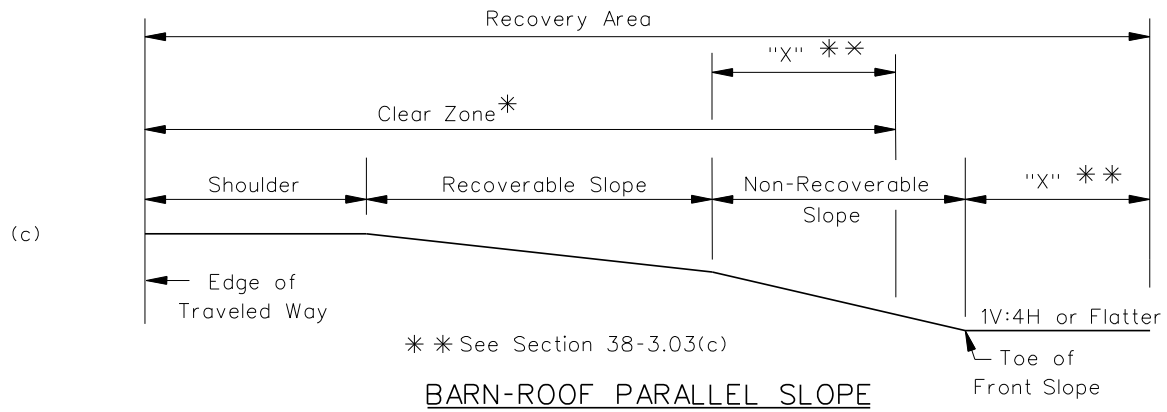 Recovery Area
"X" **
Clear Zone*
Shoulder
Recoverable Slope
Non-Recoverable
Slope
"X" **
(c)
Edge of
Traveled Way
1V:4H or Flatter
** See Section 38-3.03(c)
Toe of
Front Slope
BARN-ROOF PARALLEL SLOPE